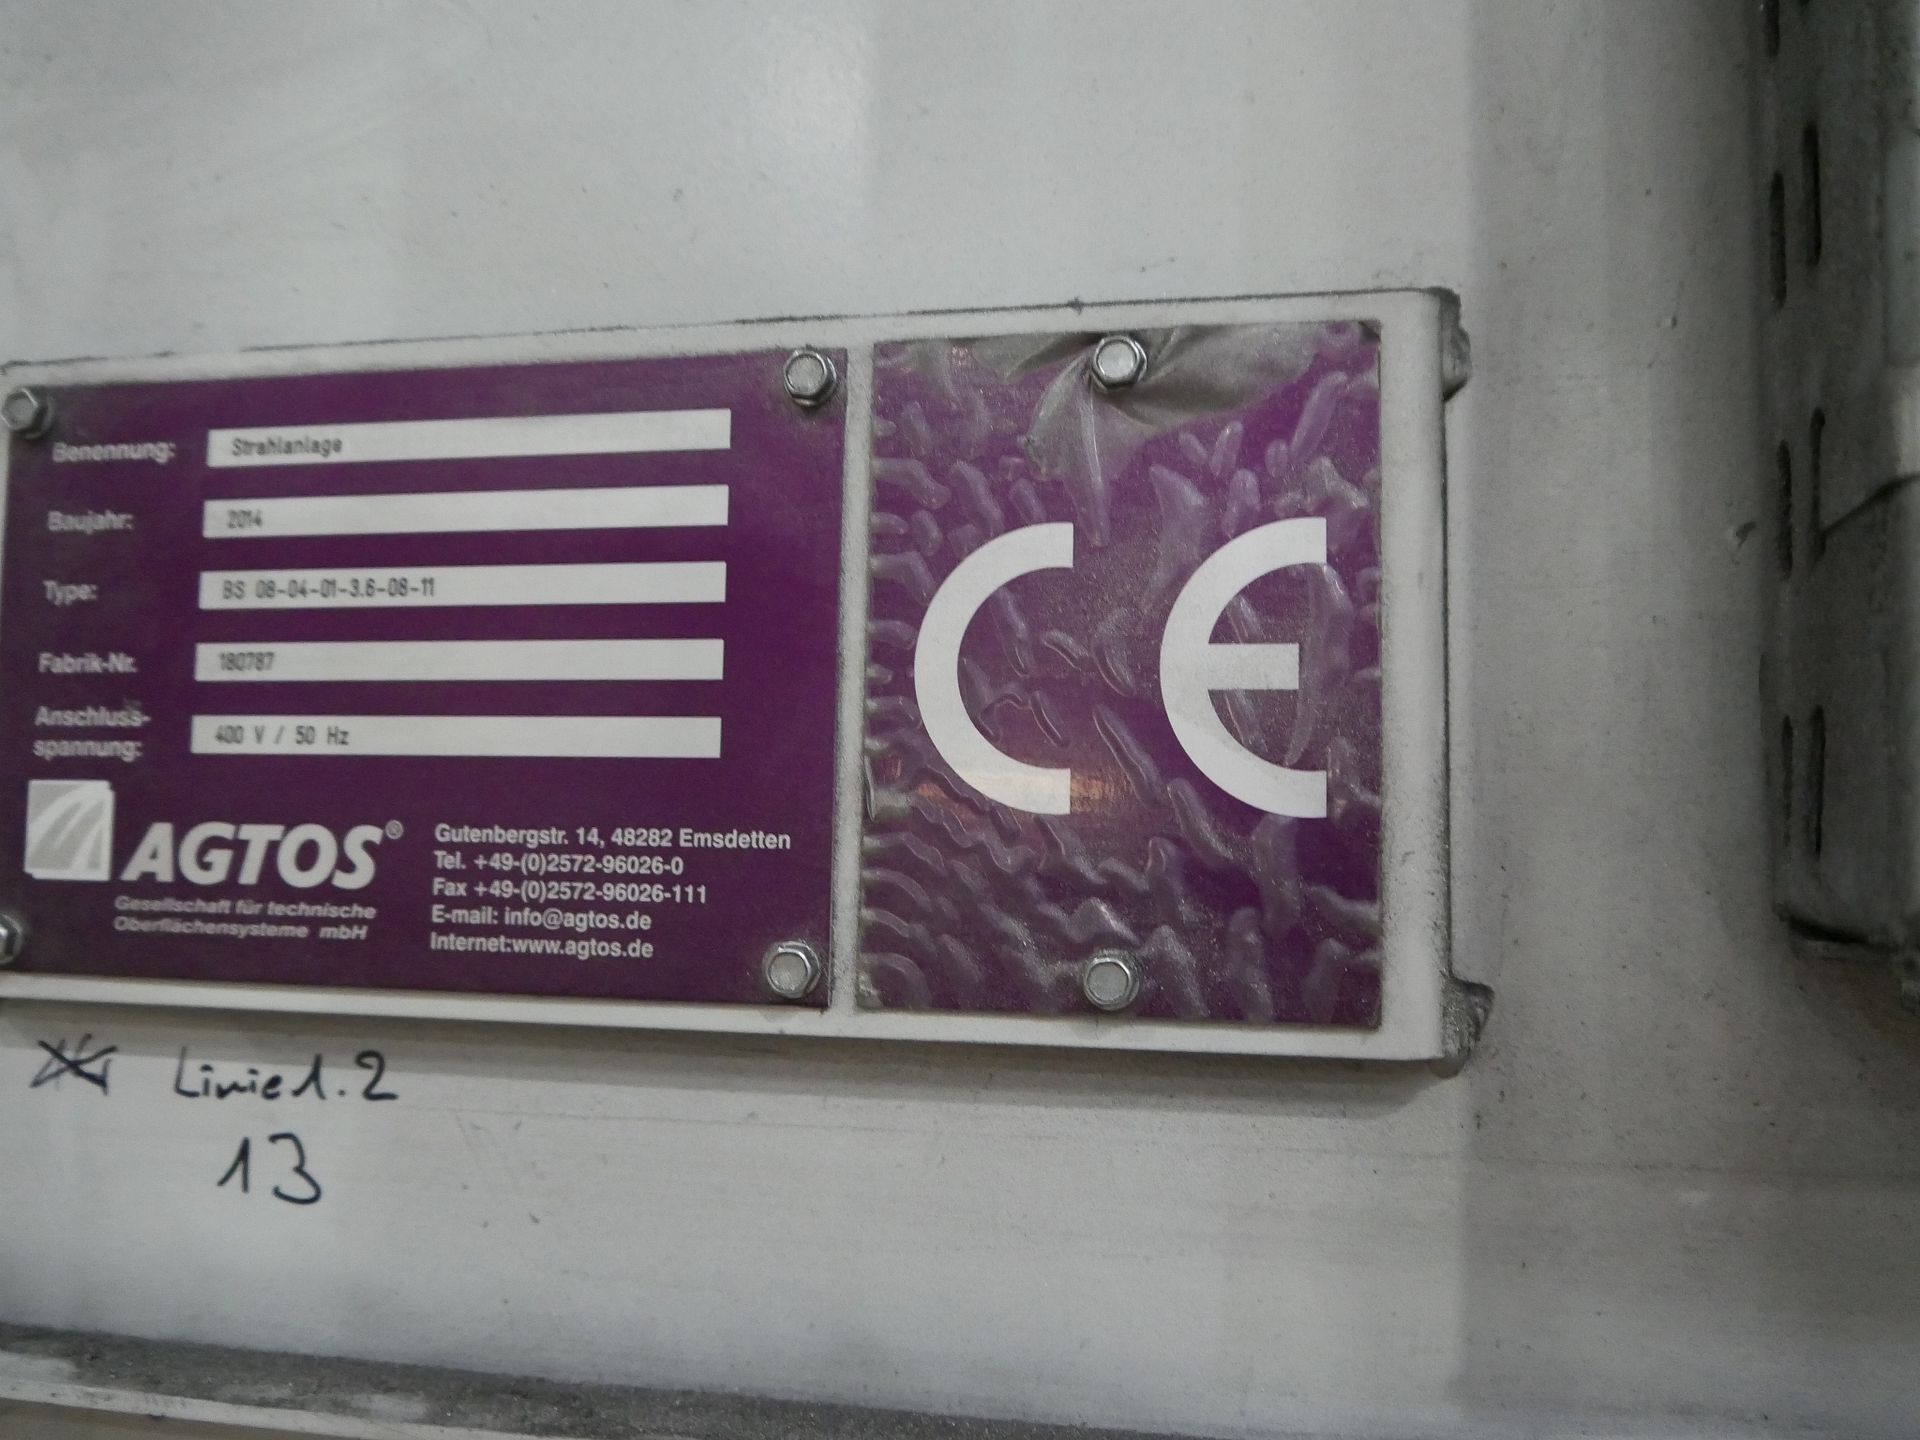 Benennung: Strahlanlage
Baujahr: 2014
Type: BS 08-04-01-3.6-08-11
Fabrik-Nr. 180787
Anschluss-
spannung: 400 V / 50 Hz
AGTOS®
Gesellschaft für technische
Oberflächensysteme mbH
Gutenbergstr. 14, 48282 Emsdetten
Tel. +49-(0)2572-96026-0
Fax +49-(0)2572-96026-111
E-mail: info@agtos.de
Internet:www.agtos.de
CE
Linie 1.2
13